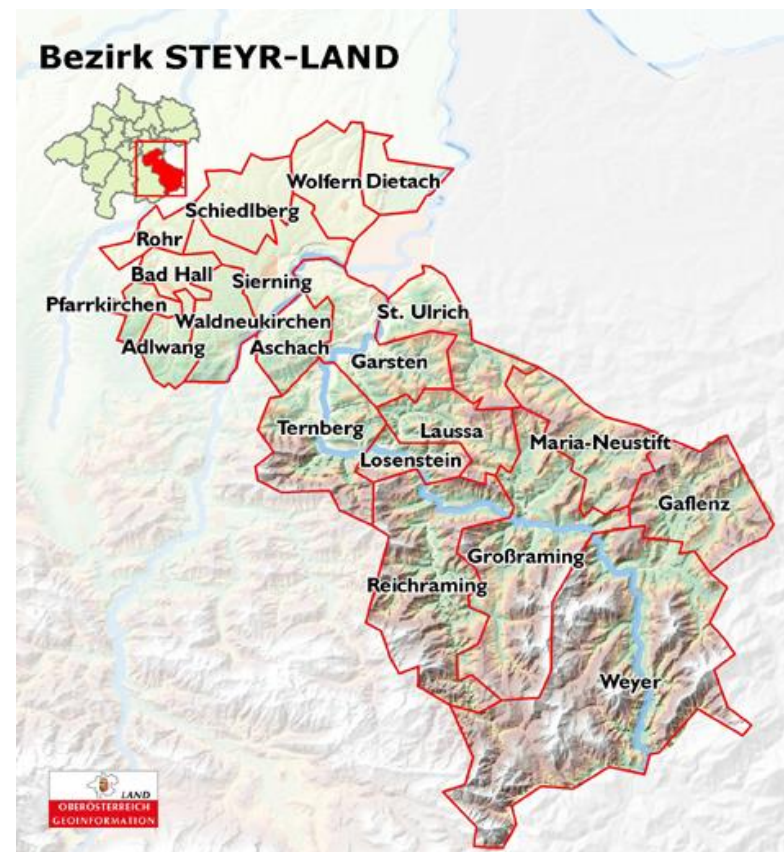 Bezirk STEYR-LAND
Wolfern
Dietach
Schiedlberg
Rohr
Bad Hall
Sierning
Pfarrkirchen
Waldneukirchen
St. Ulrich
Adlwang
Aschach
Garsten
Ternberg
Laussa
Maria-Neustift
Losenstein
Gaflenz
Großraming
Reichraming
Weyer
LAND
OBERÖSTERREICH
GEOINFORMATION